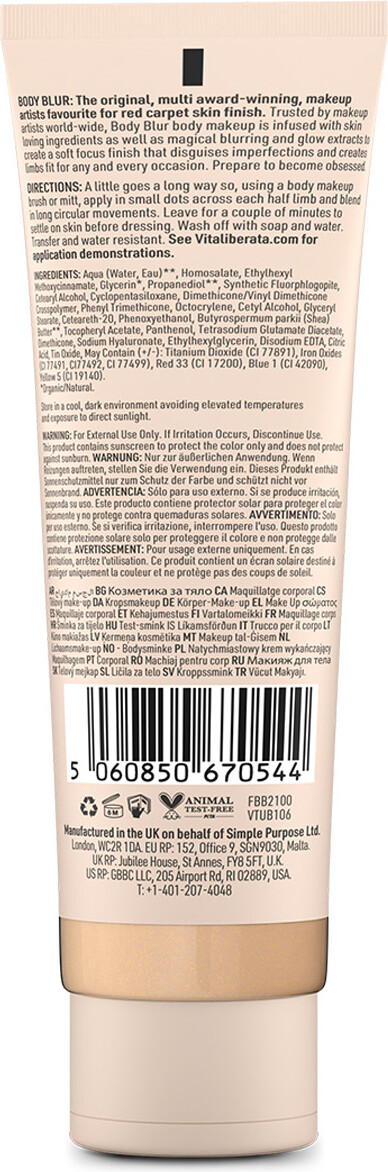 BODY BLUR: The original, multi award-winning, makeup
artists favourite for red carpet skin finish. Trusted by makeup
artists world-wide, Body Blur body makeup is infused with skin
loving ingredients as well as magical blurring and glow extracts to
create a soft focus finish that disguises imperfections and creates
limbs fit for any and every occasion. Prepare to become obsessed.
DIRECTIONS: A little goes a long way so, using a body makeup
brush or mitt, apply in small dots across each half limb and blend
in long circular movements. Leave for a couple of minutes to
settle on skin before dressing. Wash off with soap and water.
Transfer and water resistant. See Vitaliberata.com for
application demonstrations.
INGREDIENTS: Aqua (Water, Eau)**, Homosalate, Ethylhexyl
Methoxycinnamate, Glycerin*, Propanediol**, Synthetic Fluorphlogopite,
Cetearyl Alcohol, Cyclopentasiloxane, Dimethicone/Vinyl Dimethicone
Crosspolymer, Phenyl Trimethicone, Octocrylene, Cetyl Alcohol, Glyceryl
Stearate, Ceteareth-20, Phenoxyethanol, Butyrospermum parkii (Shea)
Butter**, Tocopheryl Acetate, Panthenol, Tetrasodium Glutamate Diacetate,
Dimethicone, Sodium Hyaluronate, Ethylhexylglycerin, Disodium EDTA, Citric
Acid, Tin Oxide, May Contain (+/-): Titanium Dioxide (CI 77891), Iron Oxides
(CI 77491, CI77492, CI 77499), Red 33 (CI 17200), Blue 1 (CI 42090),
Yellow 5 (CI 19140).
*Organic/Natural.
Store in a cool, dark environment avoiding elevated temperatures
and exposure to direct sunlight.
WARNING: For External Use Only. If Irritation Occurs, Discontinue Use.
This product contains sunscreen to protect the color only and does not protect
against sunburn. WARNUNG: Nur zur äußerlichen Anwendung. Wenn
Reizungen auftreten, stellen Sie die Verwendung ein. Dieses Produkt enthält
Sonnenschutzmittel nur zum Schutz der Farbe und schützt nicht vor
Sonnenbrand. ADVERTENCIA: Sólo para uso externo. Si se produce irritación,
suspenda su uso. Este producto contiene protector solar para proteger el color
únicamente y no protege contra quemaduras solares. AVVERTIMENTO: Solo
per uso esterno. Se si verifica irritazione, interrompere l'uso. Questo prodotto
contiene protezione solare solo per proteggere il colore e non protegge dalle
scottature. AVERTISSEMENT: Pour usage externe uniquement. En cas
d'irritation, arrêtez l'utilisation. Ce produit contient un écran solaire destiné à
protéger uniquement la couleur et ne protège pas des coups de soleil.
AR BG Козметика за тяло CA Maquillatge corporal CS
Tělový make-up DA Kropsmakeup DE Körper-Make-up EL Make Up σώματος
ES Maquillaje corporal ET Kehajumestus FI Vartalomeikki FR Maquillage corps
HR Šminka za tijelo HU Test-smink IS Líkamsförðun IT Trucco per il corpo LT
Kūno makiažas LV Ķermeņa kosmētika MT Makeup tal-Gisem NL
Lichaamsmake-up NO - Bodysminke PL Natychmiastowy krem wykańczający
Maquilhagem PT Corporal RO Machiaj pentru corp RU Макияж для тела
SK Telový mejkap SL Ličila za telo SV Kroppssmink TR Vücut Makyajı.
5 060850 670544
6M
ANIMAL
TEST-FREE
PETA
FBB2100
VTUB106
Manufactured in the UK on behalf of Simple Purpose Ltd.
London, WC2R 1DA. EU RP: 152, Office 9, SGN9030, Malta.
UK RP: Jubilee House, St Annes, FY8 5FT, U.K.
US RP: GBBC LLC, 205 Airport Rd, RI 02889, USA.
T: +1-401-207-4048